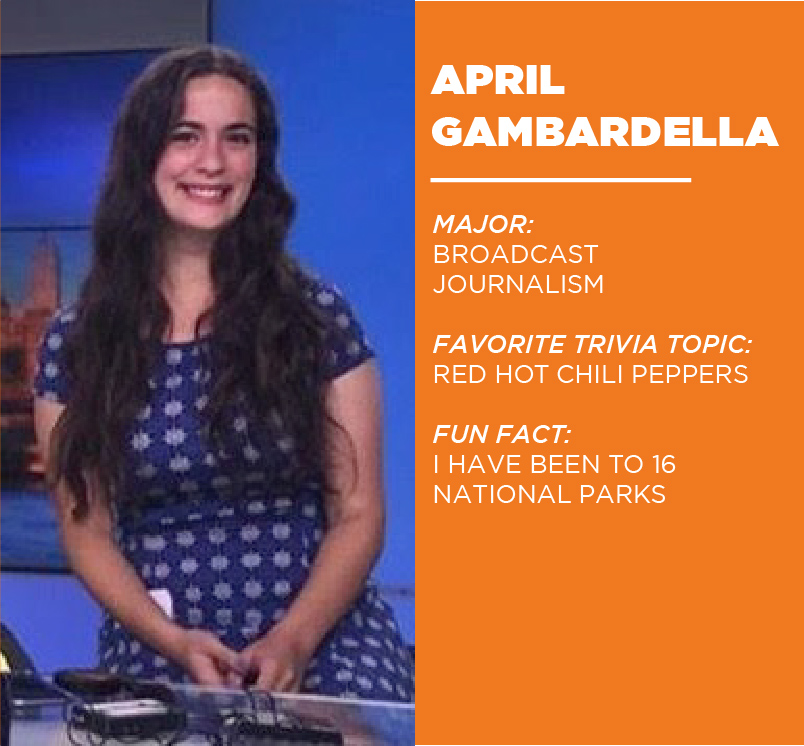 APRIL
GAMBARDELLA
MAJOR:
BROADCAST
JOURNALISM
FAVORITE TRIVIA TOPIC:
RED HOT CHILI PEPPERS
FUN FACT:
I HAVE BEEN TO 16
NATIONAL PARKS